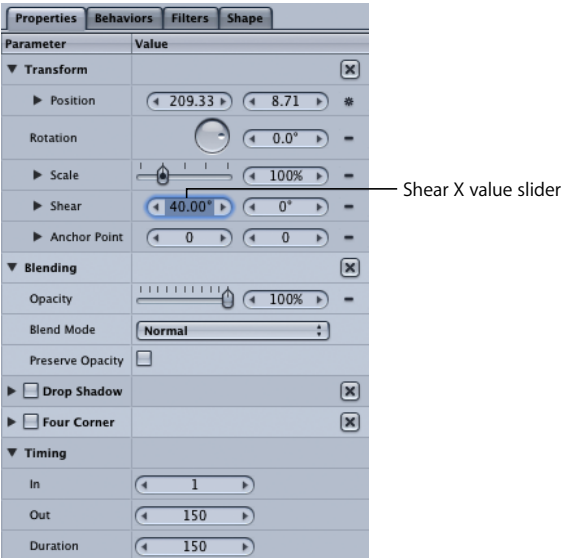 Properties Behaviors Filters Shape
Parameter Value
Transform
Position 209.33 8.71
Rotation 0.0°
Scale 100%
Shear 40.00° 0° Shear X value slider
Anchor Point 0 0
Blending
Opacity 100%
Blend Mode Normal
Preserve Opacity
Drop Shadow
Four Corner
Timing
In 1
Out 150
Duration 150